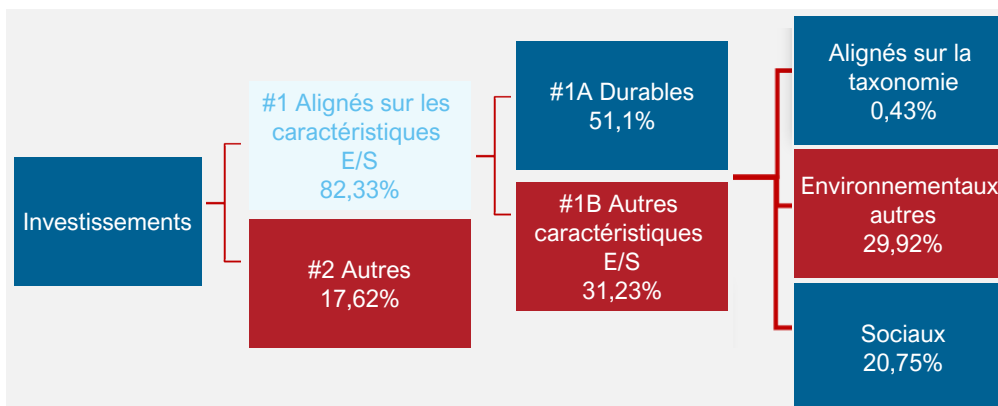 Investissements
#1 Alignés sur les
caractéristiques
E/S
82,33%
#2 Autres
17,62%
#1A Durables
51,1%
#1B Autres
caractéristiques
E/S
31,23%
Alignés sur la
taxonomie
0,43%
Environnementaux
autres
29,92%
Sociaux
20,75%